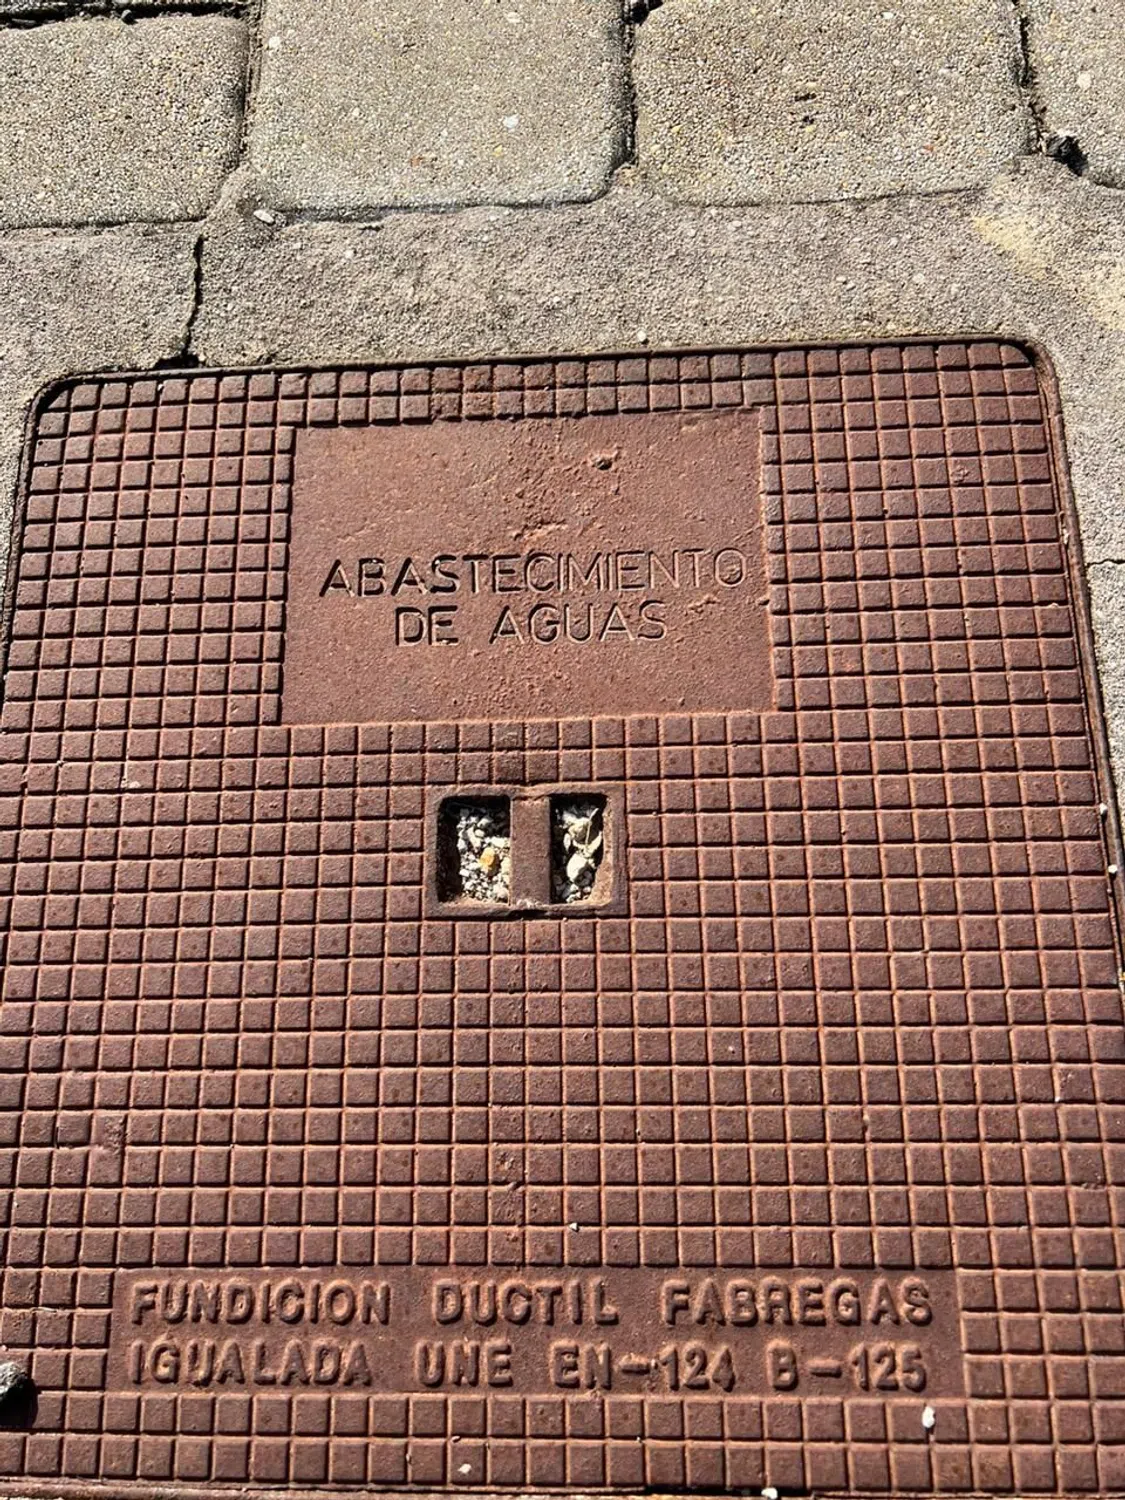 ABASTECIMIENTO
DE AGUAS
FUNDICION DUCTIL FABREGAS
IGUALADA UNE EN-124 B-125